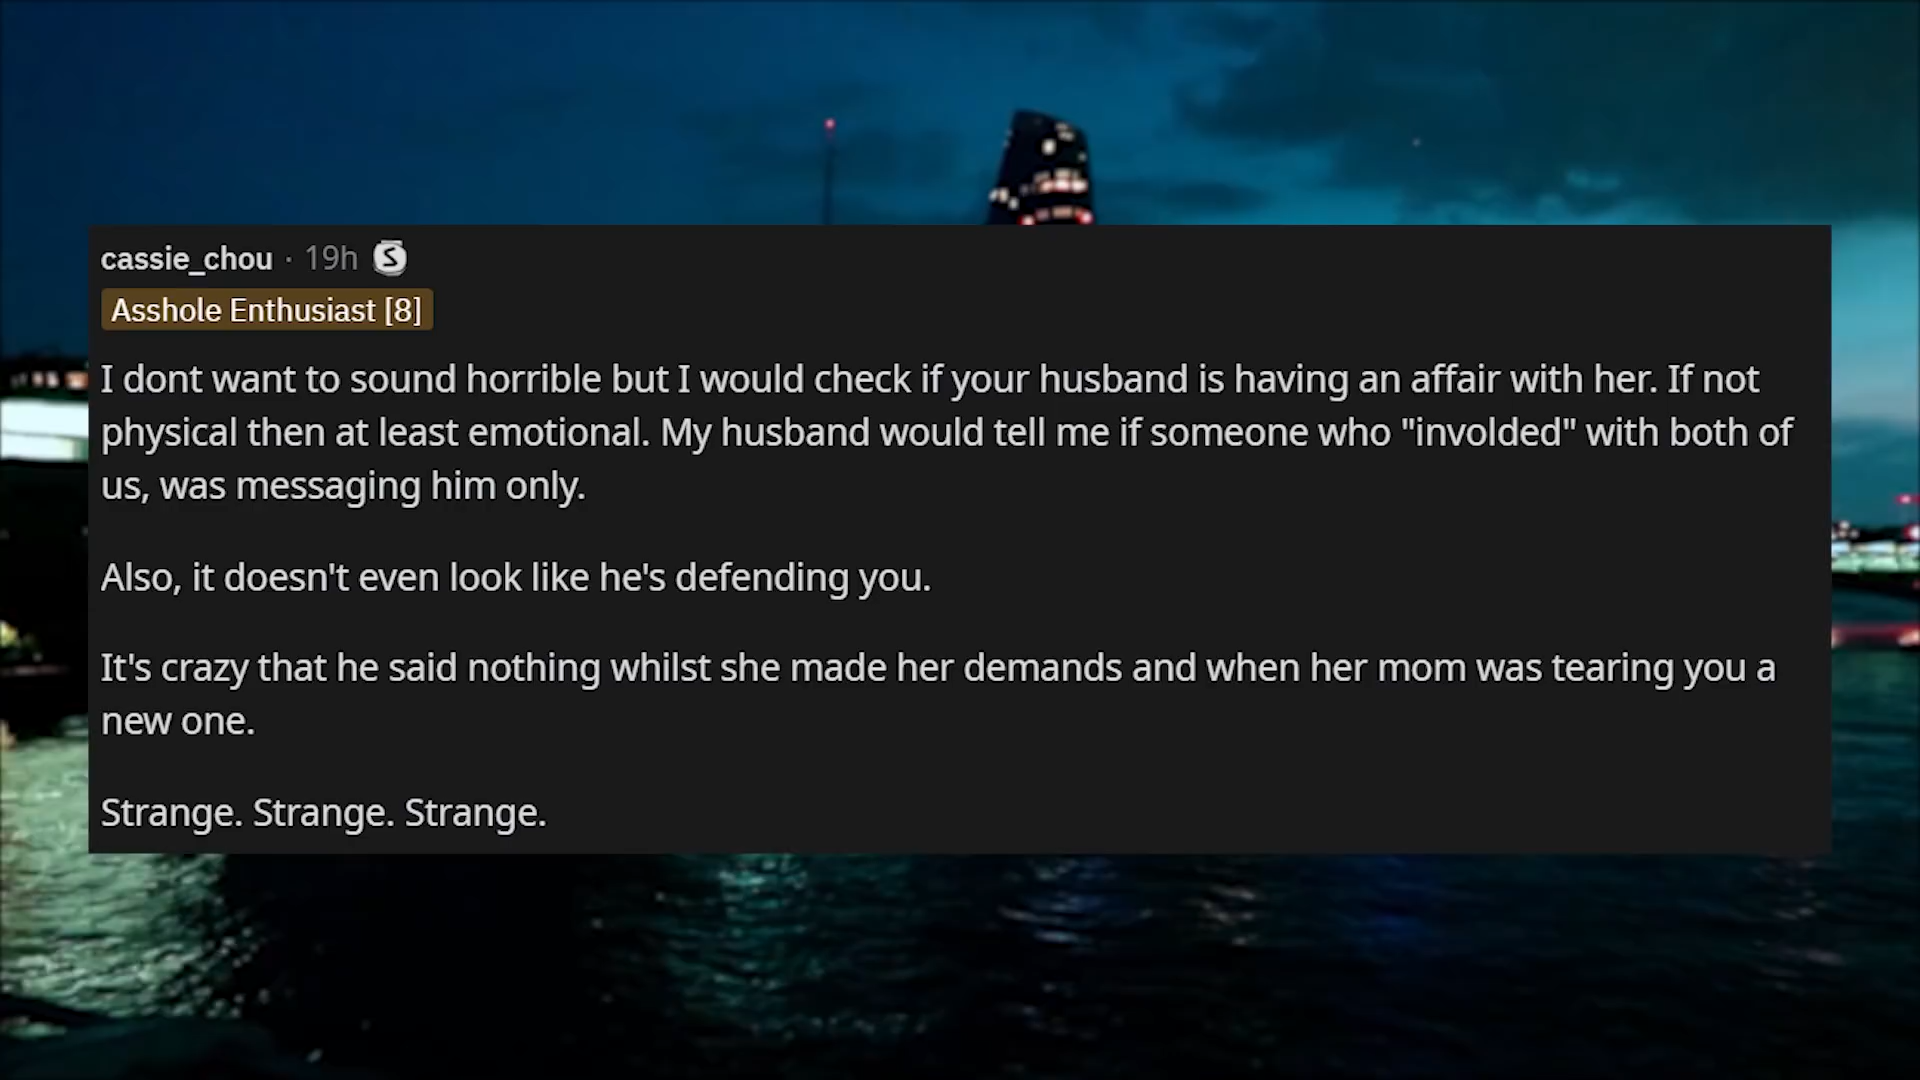 cassie_chou · 19h
Asshole Enthusiast [8]
I dont want to sound horrible but I would check if your husband is having an affair with her. If not
physical then at least emotional. My husband would tell me if someone who "involded" with both of
us, was messaging him only.
Also, it doesn't even look like he's defending you.
It's crazy that he said nothing whilst she made her demands and when her mom was tearing you a
new one.
Strange. Strange. Strange.